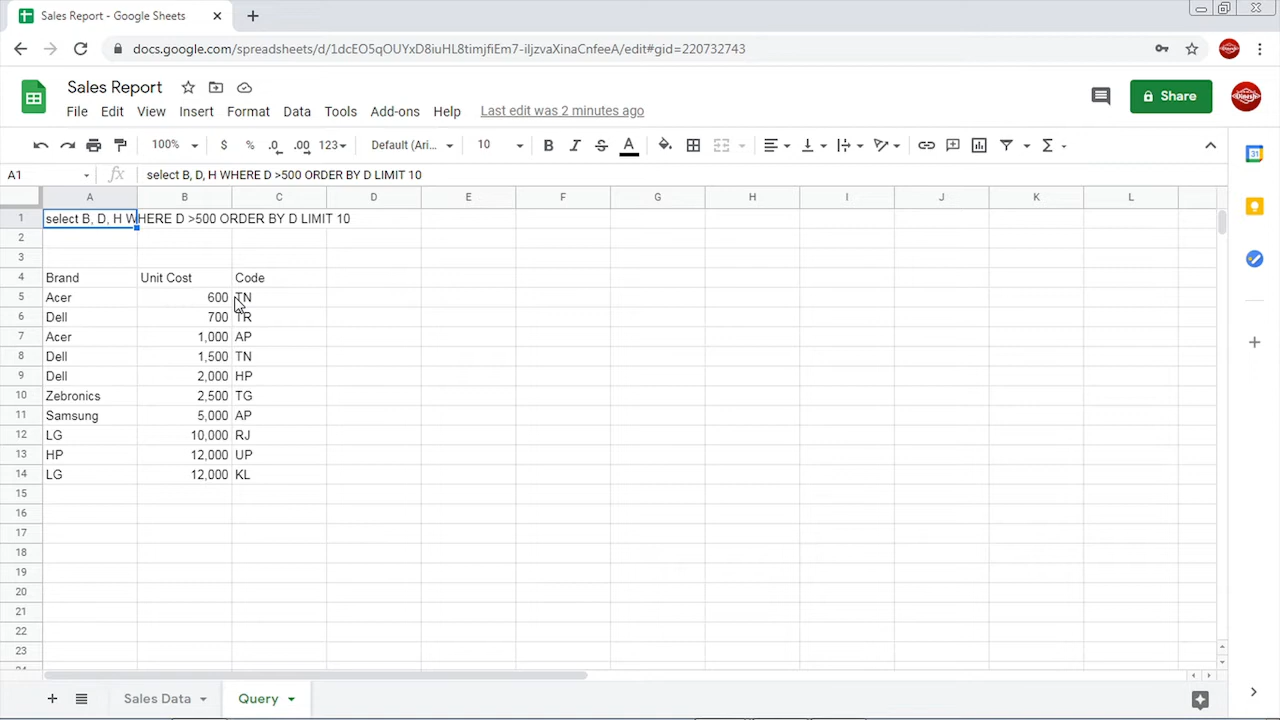 Sales Report - Google Sheets
docs.google.com/spreadsheets/d/1dcEO5qOUYxD8iuHL8timjfiEm7-iljzvaXinaCnfeeA/edit#gid=220732743
Sales Report
File Edit View Insert Format Data Tools Add-ons Help Last edit was 2 minutes ago
Share
Dinesh
100% $ % .0 .00 123 Default (Ari... 10 B I S A
31
A1 fx select B, D, H WHERE D >500 ORDER BY D LIMIT 10
A B C D E F G H I J K L
1 select B, D, H WHERE D >500 ORDER BY D LIMIT 10
2
3
4 Brand Unit Cost Code
5 Acer 600 TN
6 Dell 700 TR
7 Acer 1,000 AP
8 Dell 1,500 TN
9 Dell 2,000 HP
10 Zebronics 2,500 TG
11 Samsung 5,000 AP
12 LG 10,000 RJ
13 HP 12,000 UP
14 LG 12,000 KL
15
16
17
18
19
20
21
22
23
Sales Data Query